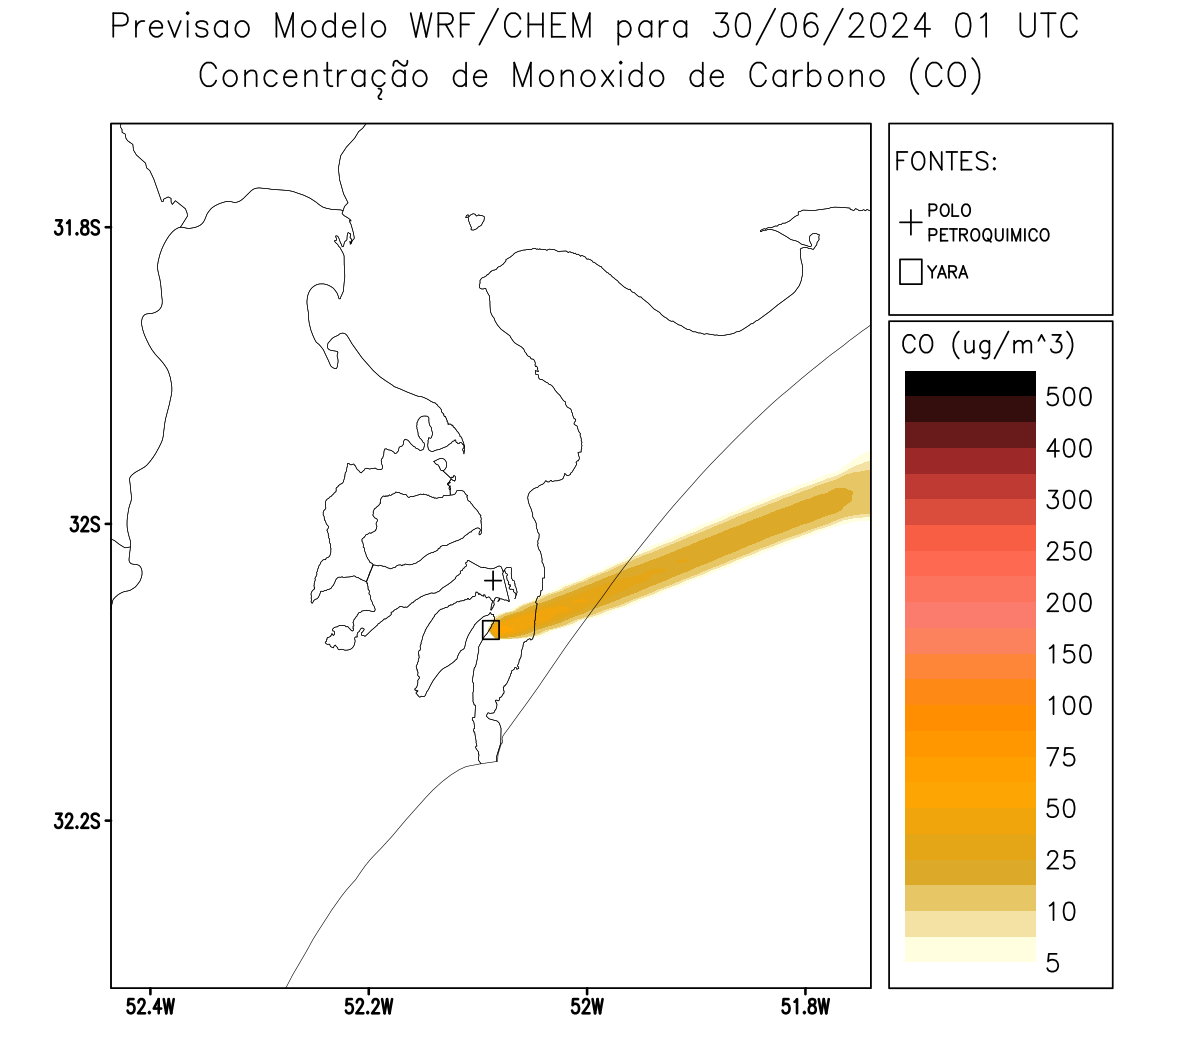 Previsao Modelo WRF/CHEM para 30/06/2024 01 UTC
Concentração de Monoxido de Carbono (CO)
FONTES:
POLO
PETROQUIMICO
YARA
CO (ug/m^3)
500
400
300
250
200
150
100
75
50
25
10
5
31.8S
32S
32.2S
52.4W
52.2W
52W
51.8W